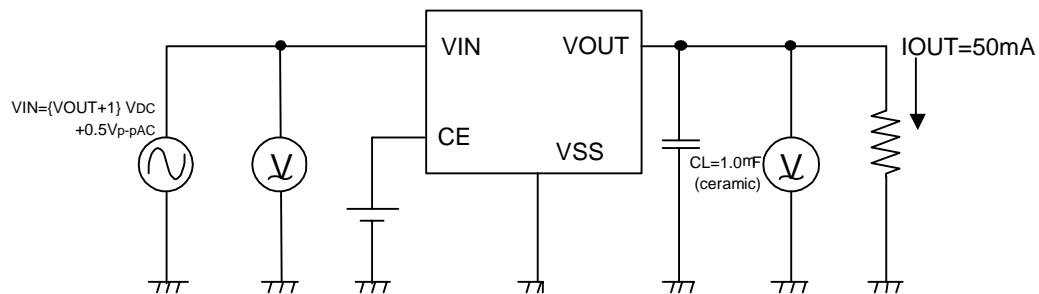 VIN
VOUT
IOUT=50mA
VIN={VOUT+1} VDC
+0.5Vp-pAC
CE
VSS
V
V
CL=1.0mF
(ceramic)